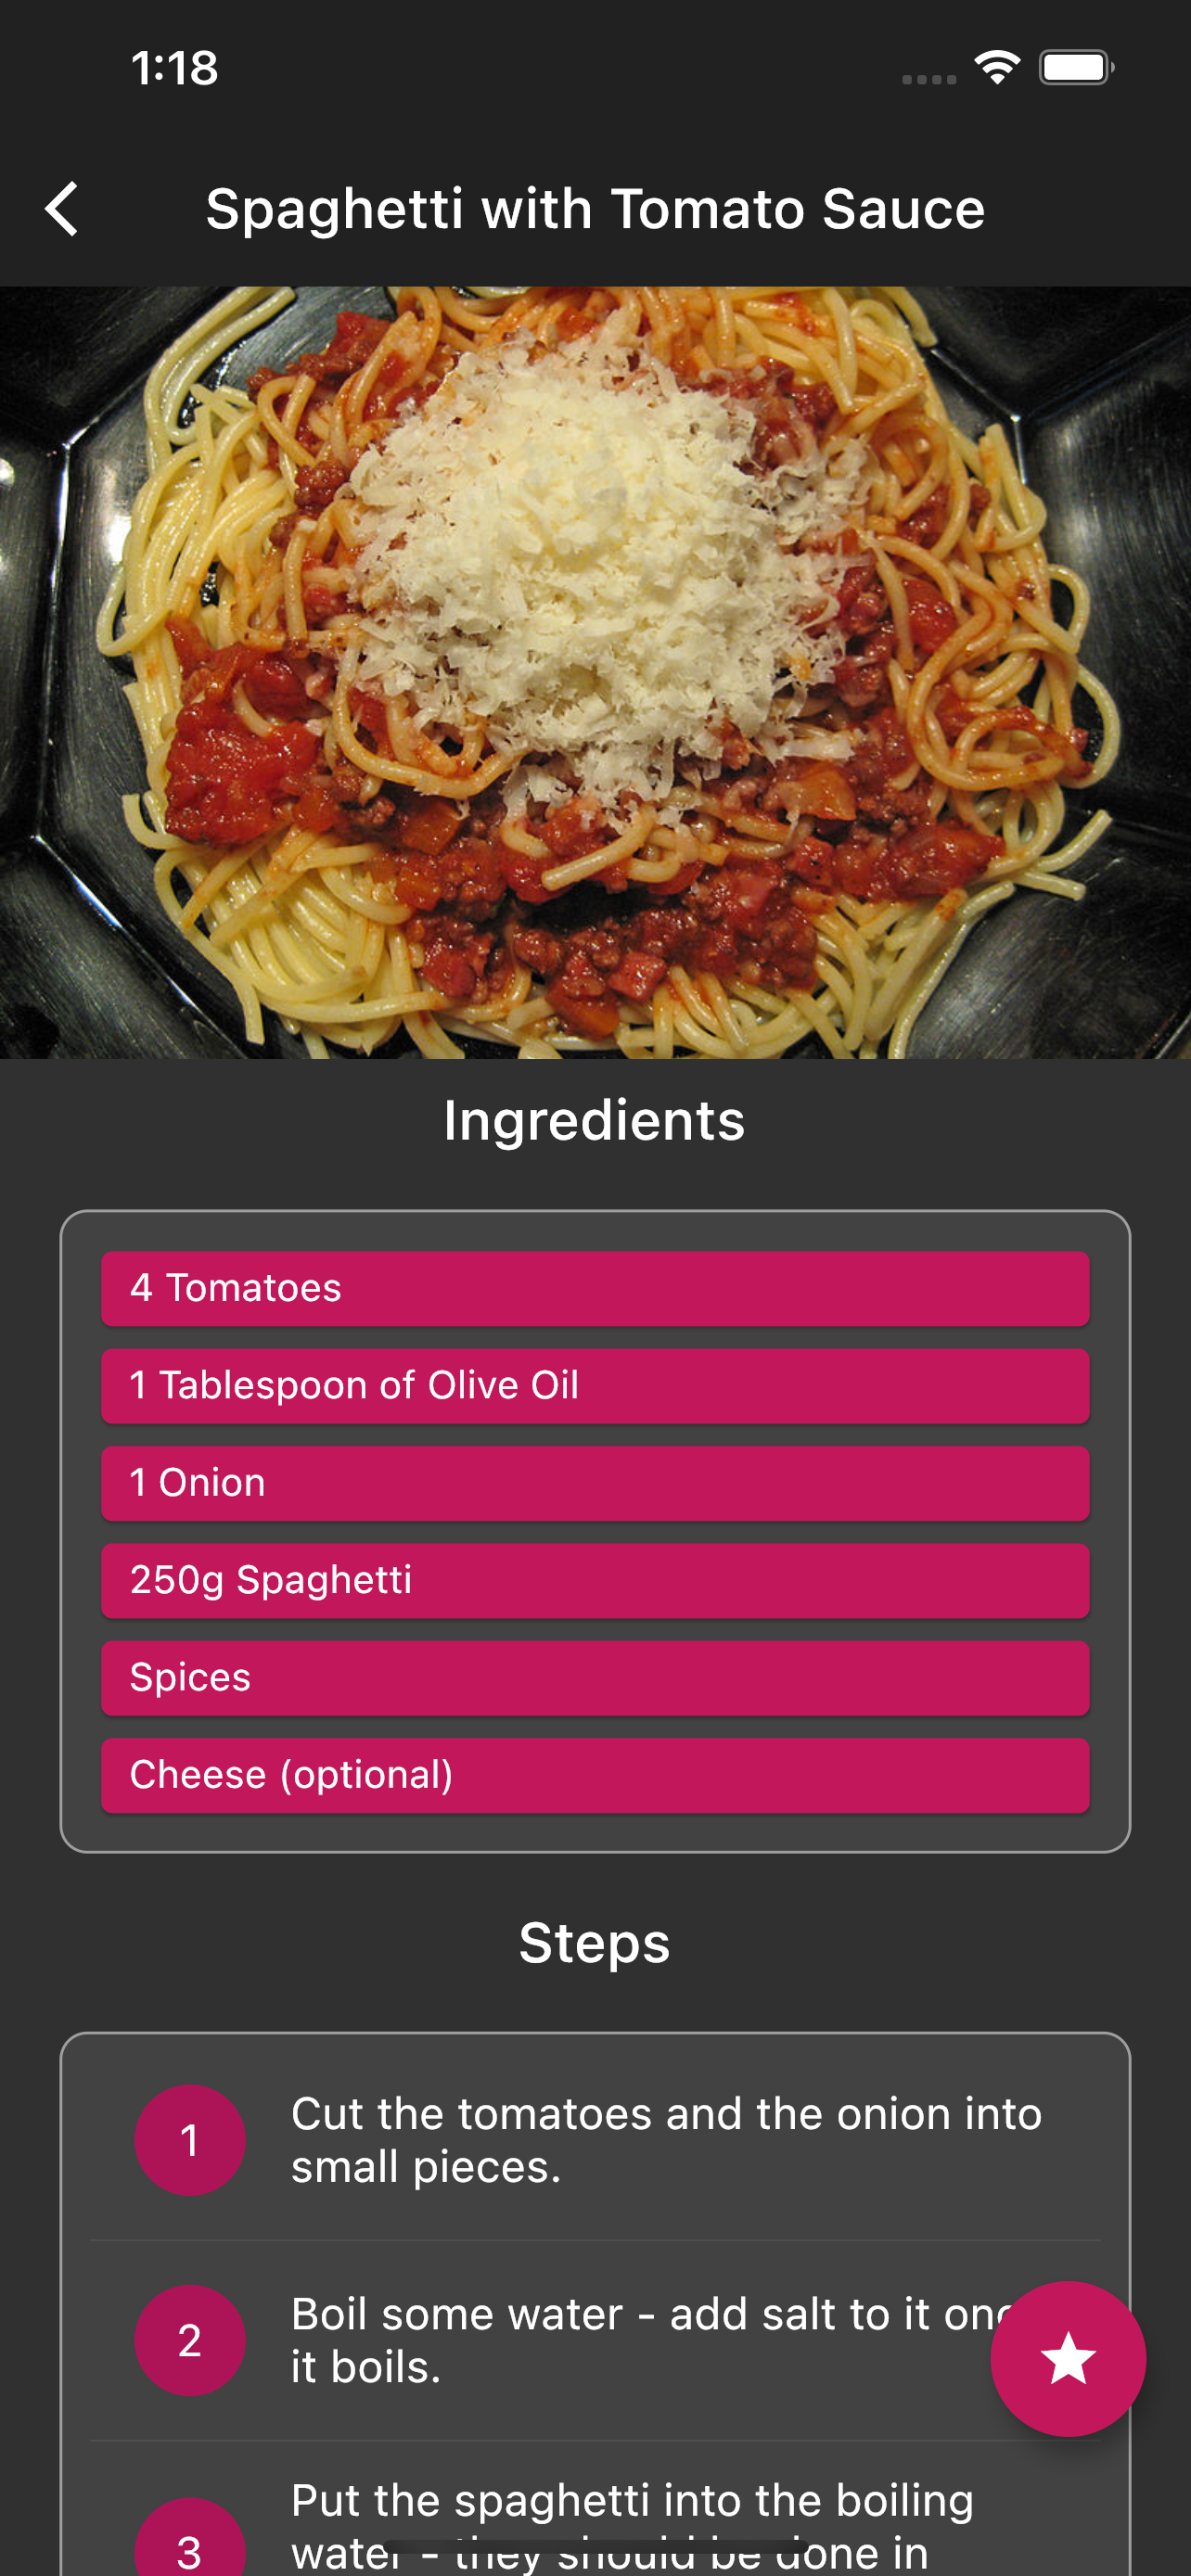 1:18
Spaghetti with Tomato Sauce
Ingredients
4 Tomatoes
1 Tablespoon of Olive Oil
1 Onion
250g Spaghetti
Spices
Cheese (optional)
Steps
1
Cut the tomatoes and the onion into
small pieces.
2
Boil some water - add salt to it
it boils.
3
Put the spaghetti into the boiling
water - they should be done in